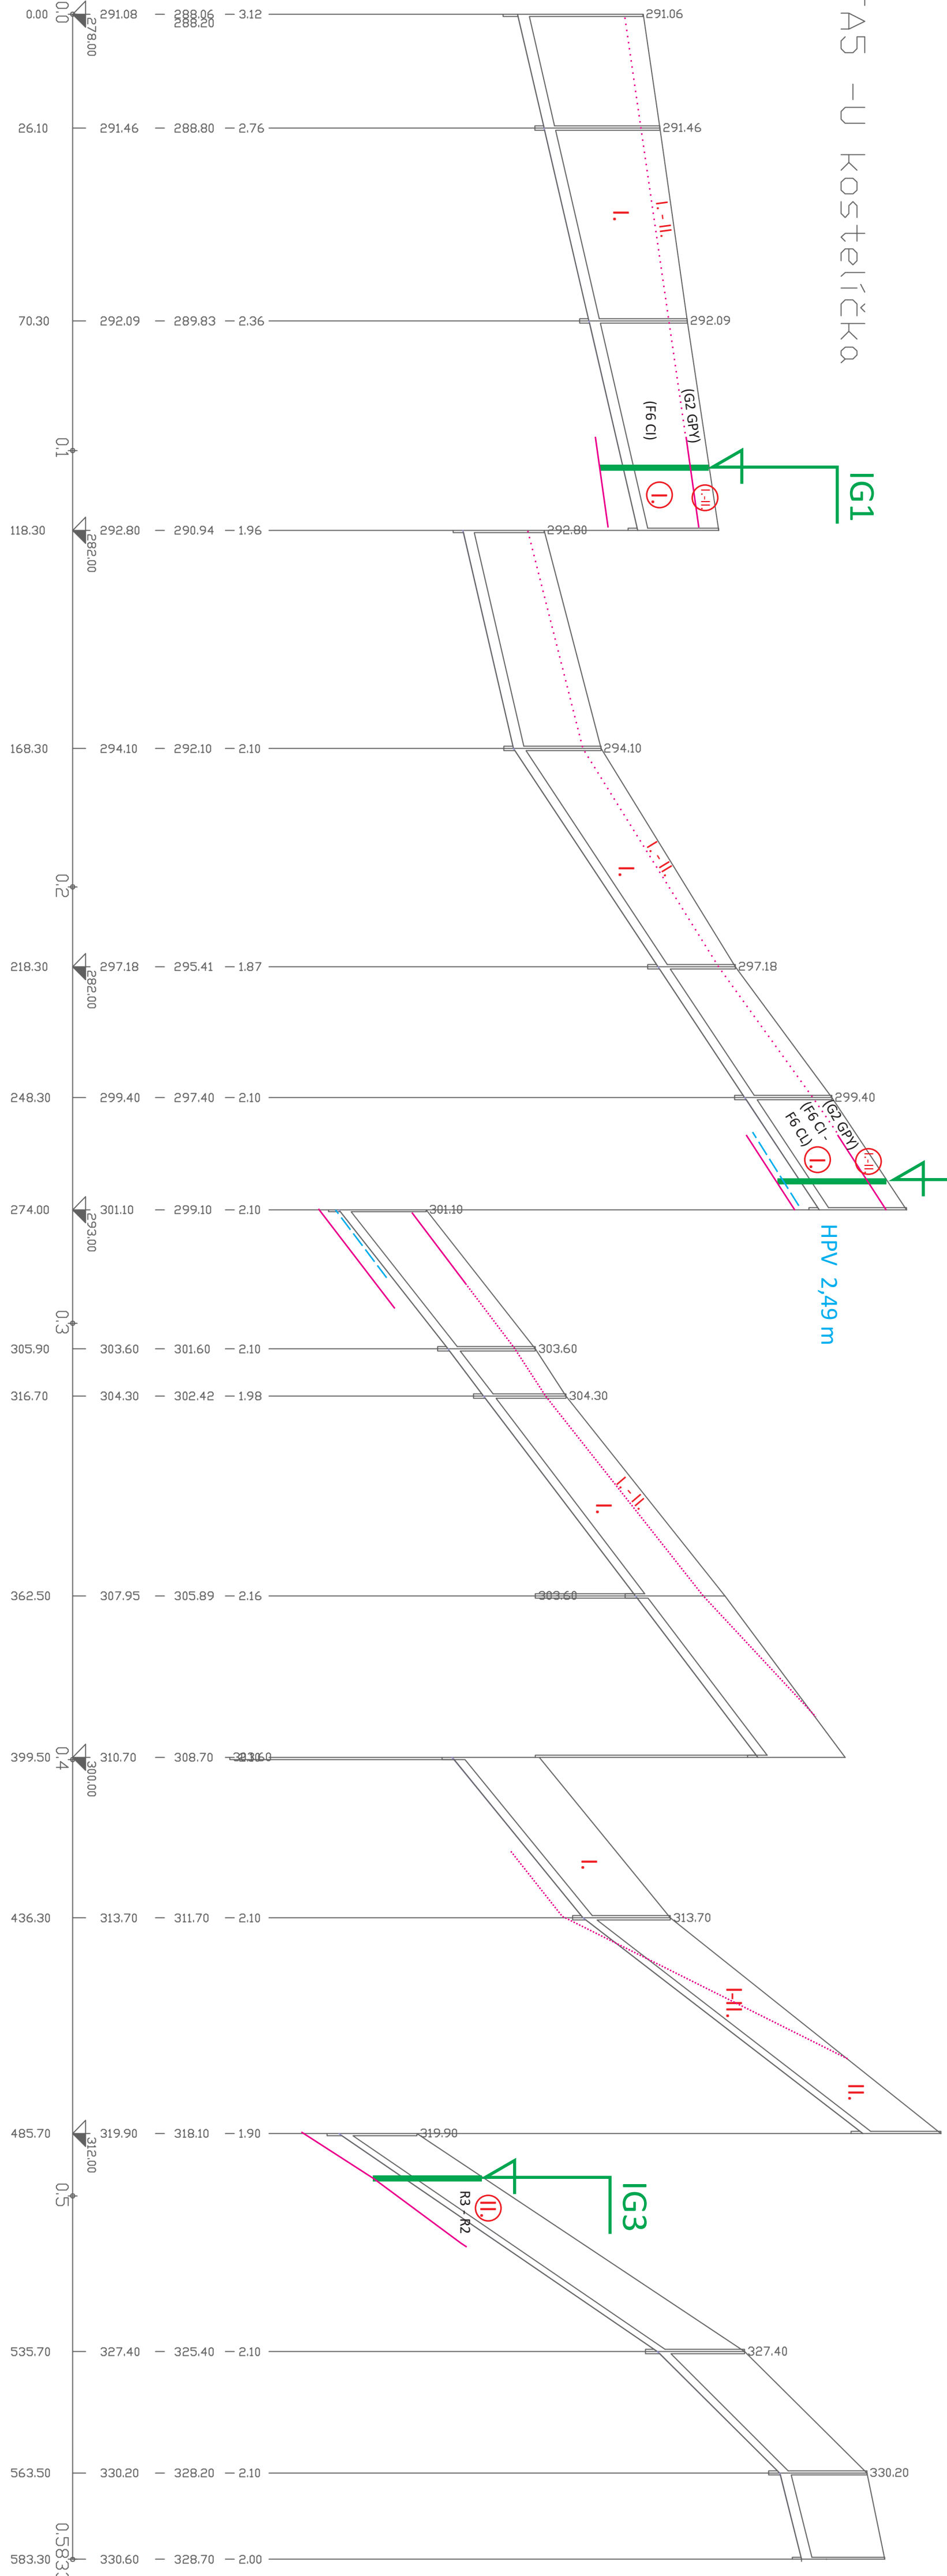 TA5 -U kostelíčka
0.00 291.08 288.06 3.12 291.06
288.20
0.0 278.00
26.10 291.46 288.80 2.76 291.46
I. I.-II.
70.30 292.09 289.83 2.36 292.09
(F6 CI) (G2 GPY)
0.1
I. I.-II. IG1
118.30 292.80 290.94 1.96 292.80
282.00
168.30 294.10 292.10 2.10 294.10
I. I.-II.
0.2
218.30 297.18 295.41 1.87 297.18
282.00
248.30 299.40 297.40 2.10 299.40
(G2 GPY)
(F6 CI -
F6 CL)
I. I.-II.
274.00 301.10 299.10 2.10 301.10
293.00
HPV 2,49 m
0.3
305.90 303.60 301.60 2.10 303.60
316.70 304.30 302.42 1.98 304.30
I. I.-II.
362.50 307.95 305.89 2.16 303.60
399.50 310.70 308.70
0.4 300.00
I.
436.30 313.70 311.70 2.10 313.70
I-II.
II.
485.70 319.90 318.10 1.90 319.90
312.00
0.5
R3 - R2 II. IG3
535.70 327.40 325.40 2.10 327.40
563.50 330.20 328.20 2.10 330.20
0.583
583.30 330.60 328.70 2.00